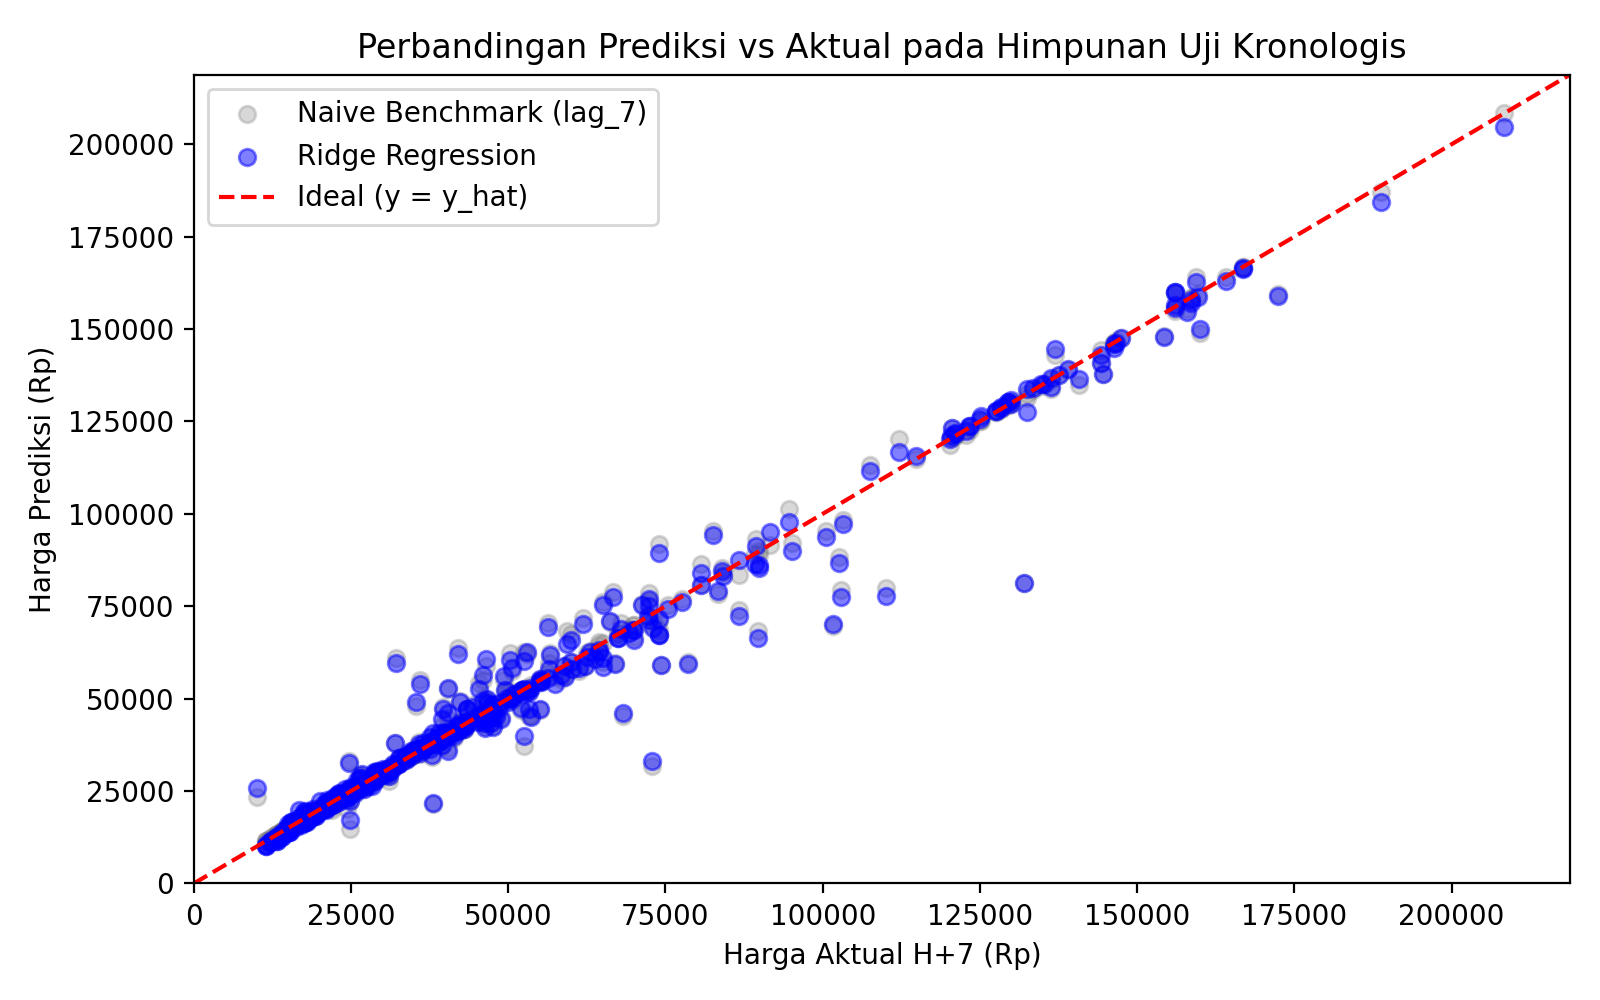 Perbandingan Prediksi vs Aktual pada Himpunan Uji Kronologis
Naive Benchmark (lag_7)
Ridge Regression
Ideal (y = y_hat)
Harga Prediksi (Rp)
200000
175000
150000
125000
100000
75000
50000
25000
0
0 25000 50000 75000 100000 125000 150000 175000 200000
Harga Aktual H+7 (Rp)